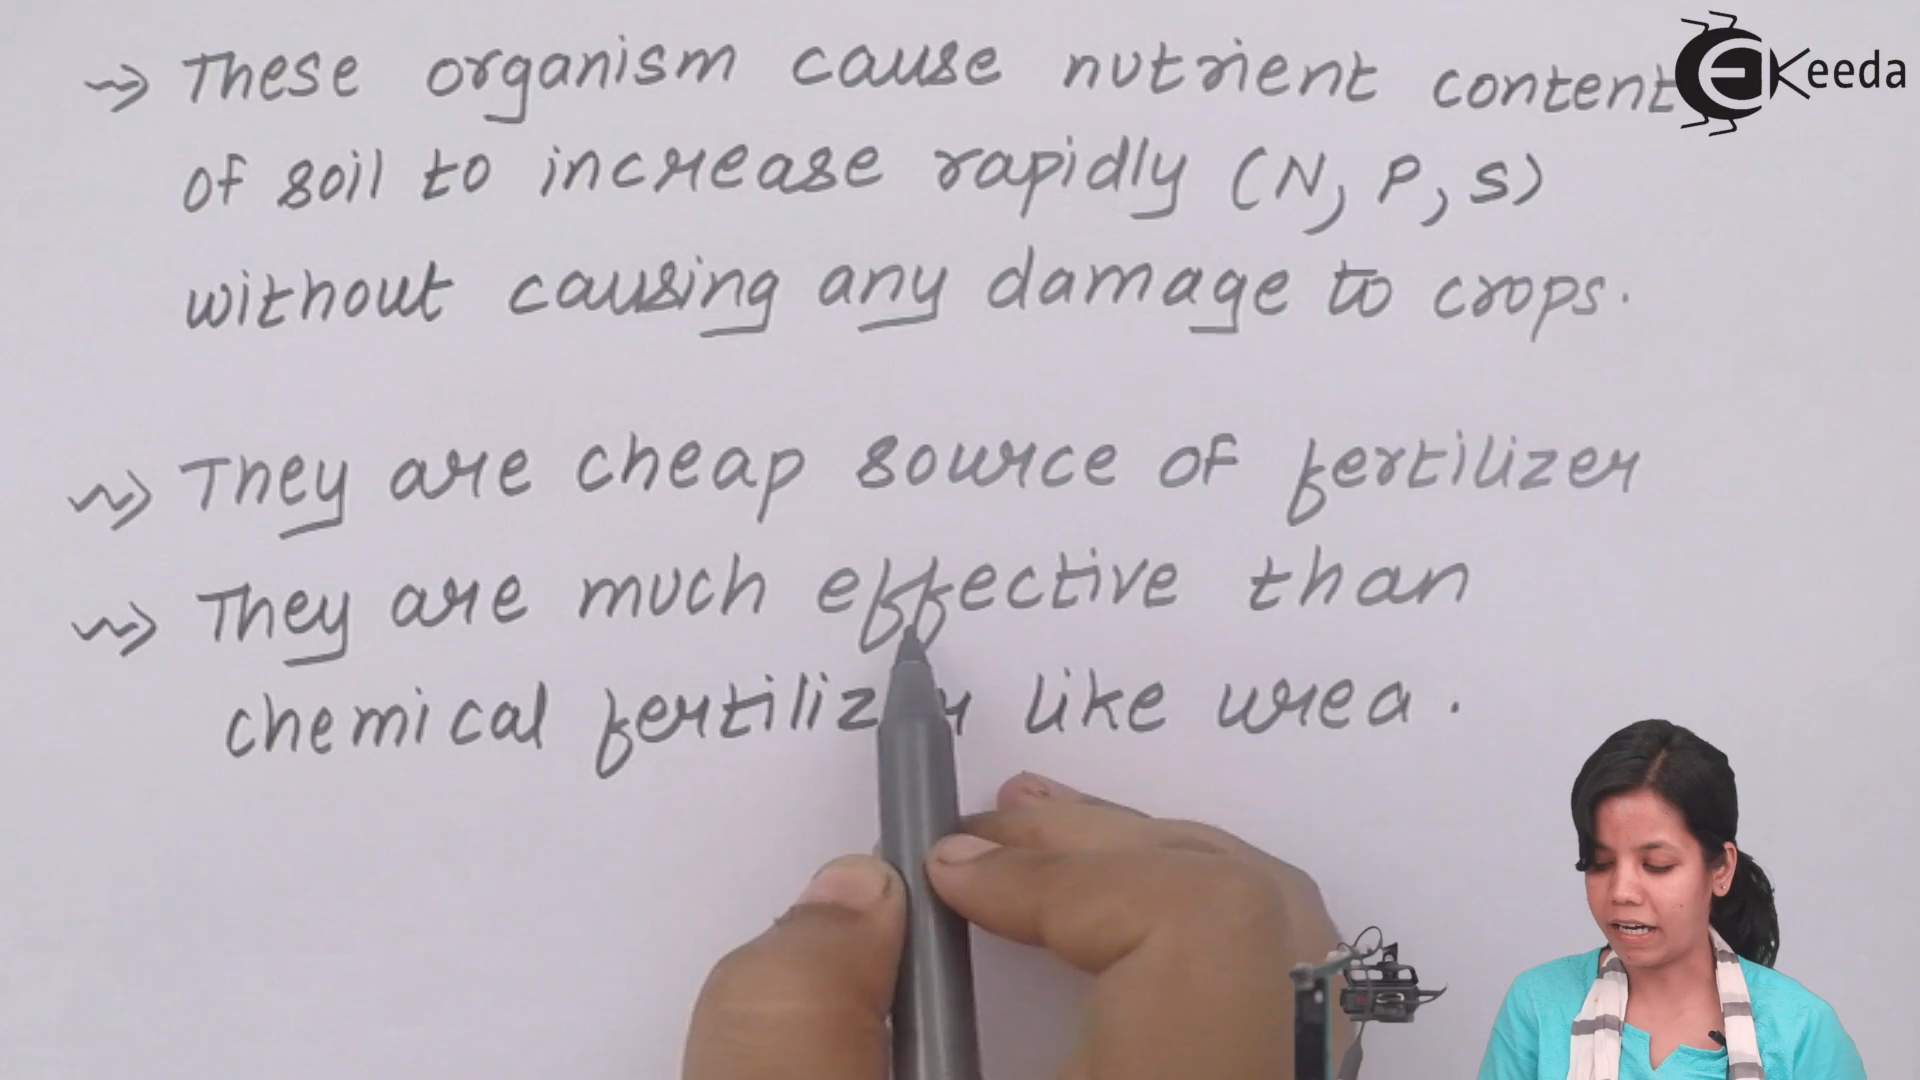 These organism cause nutrient content
of soil to increase rapidly (N, P, S)
without causing any damage to crops.
They are cheap source of fertilizer
They are much effective than
chemical fertilizer like urea.
Keeda